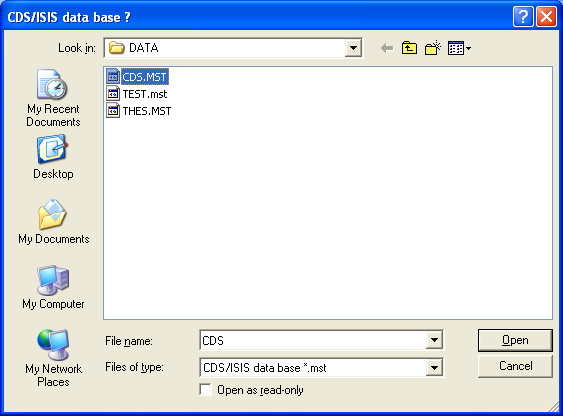 CDS/ISIS data base ?
Look in: DATA
CDS.MST
TEST.mst
THES.MST
My Recent
Documents
Desktop
My Documents
My Computer
My Network
Places
File name: CDS Open
Files of type: CDS/ISIS data base *.mst Cancel
Open as read-only